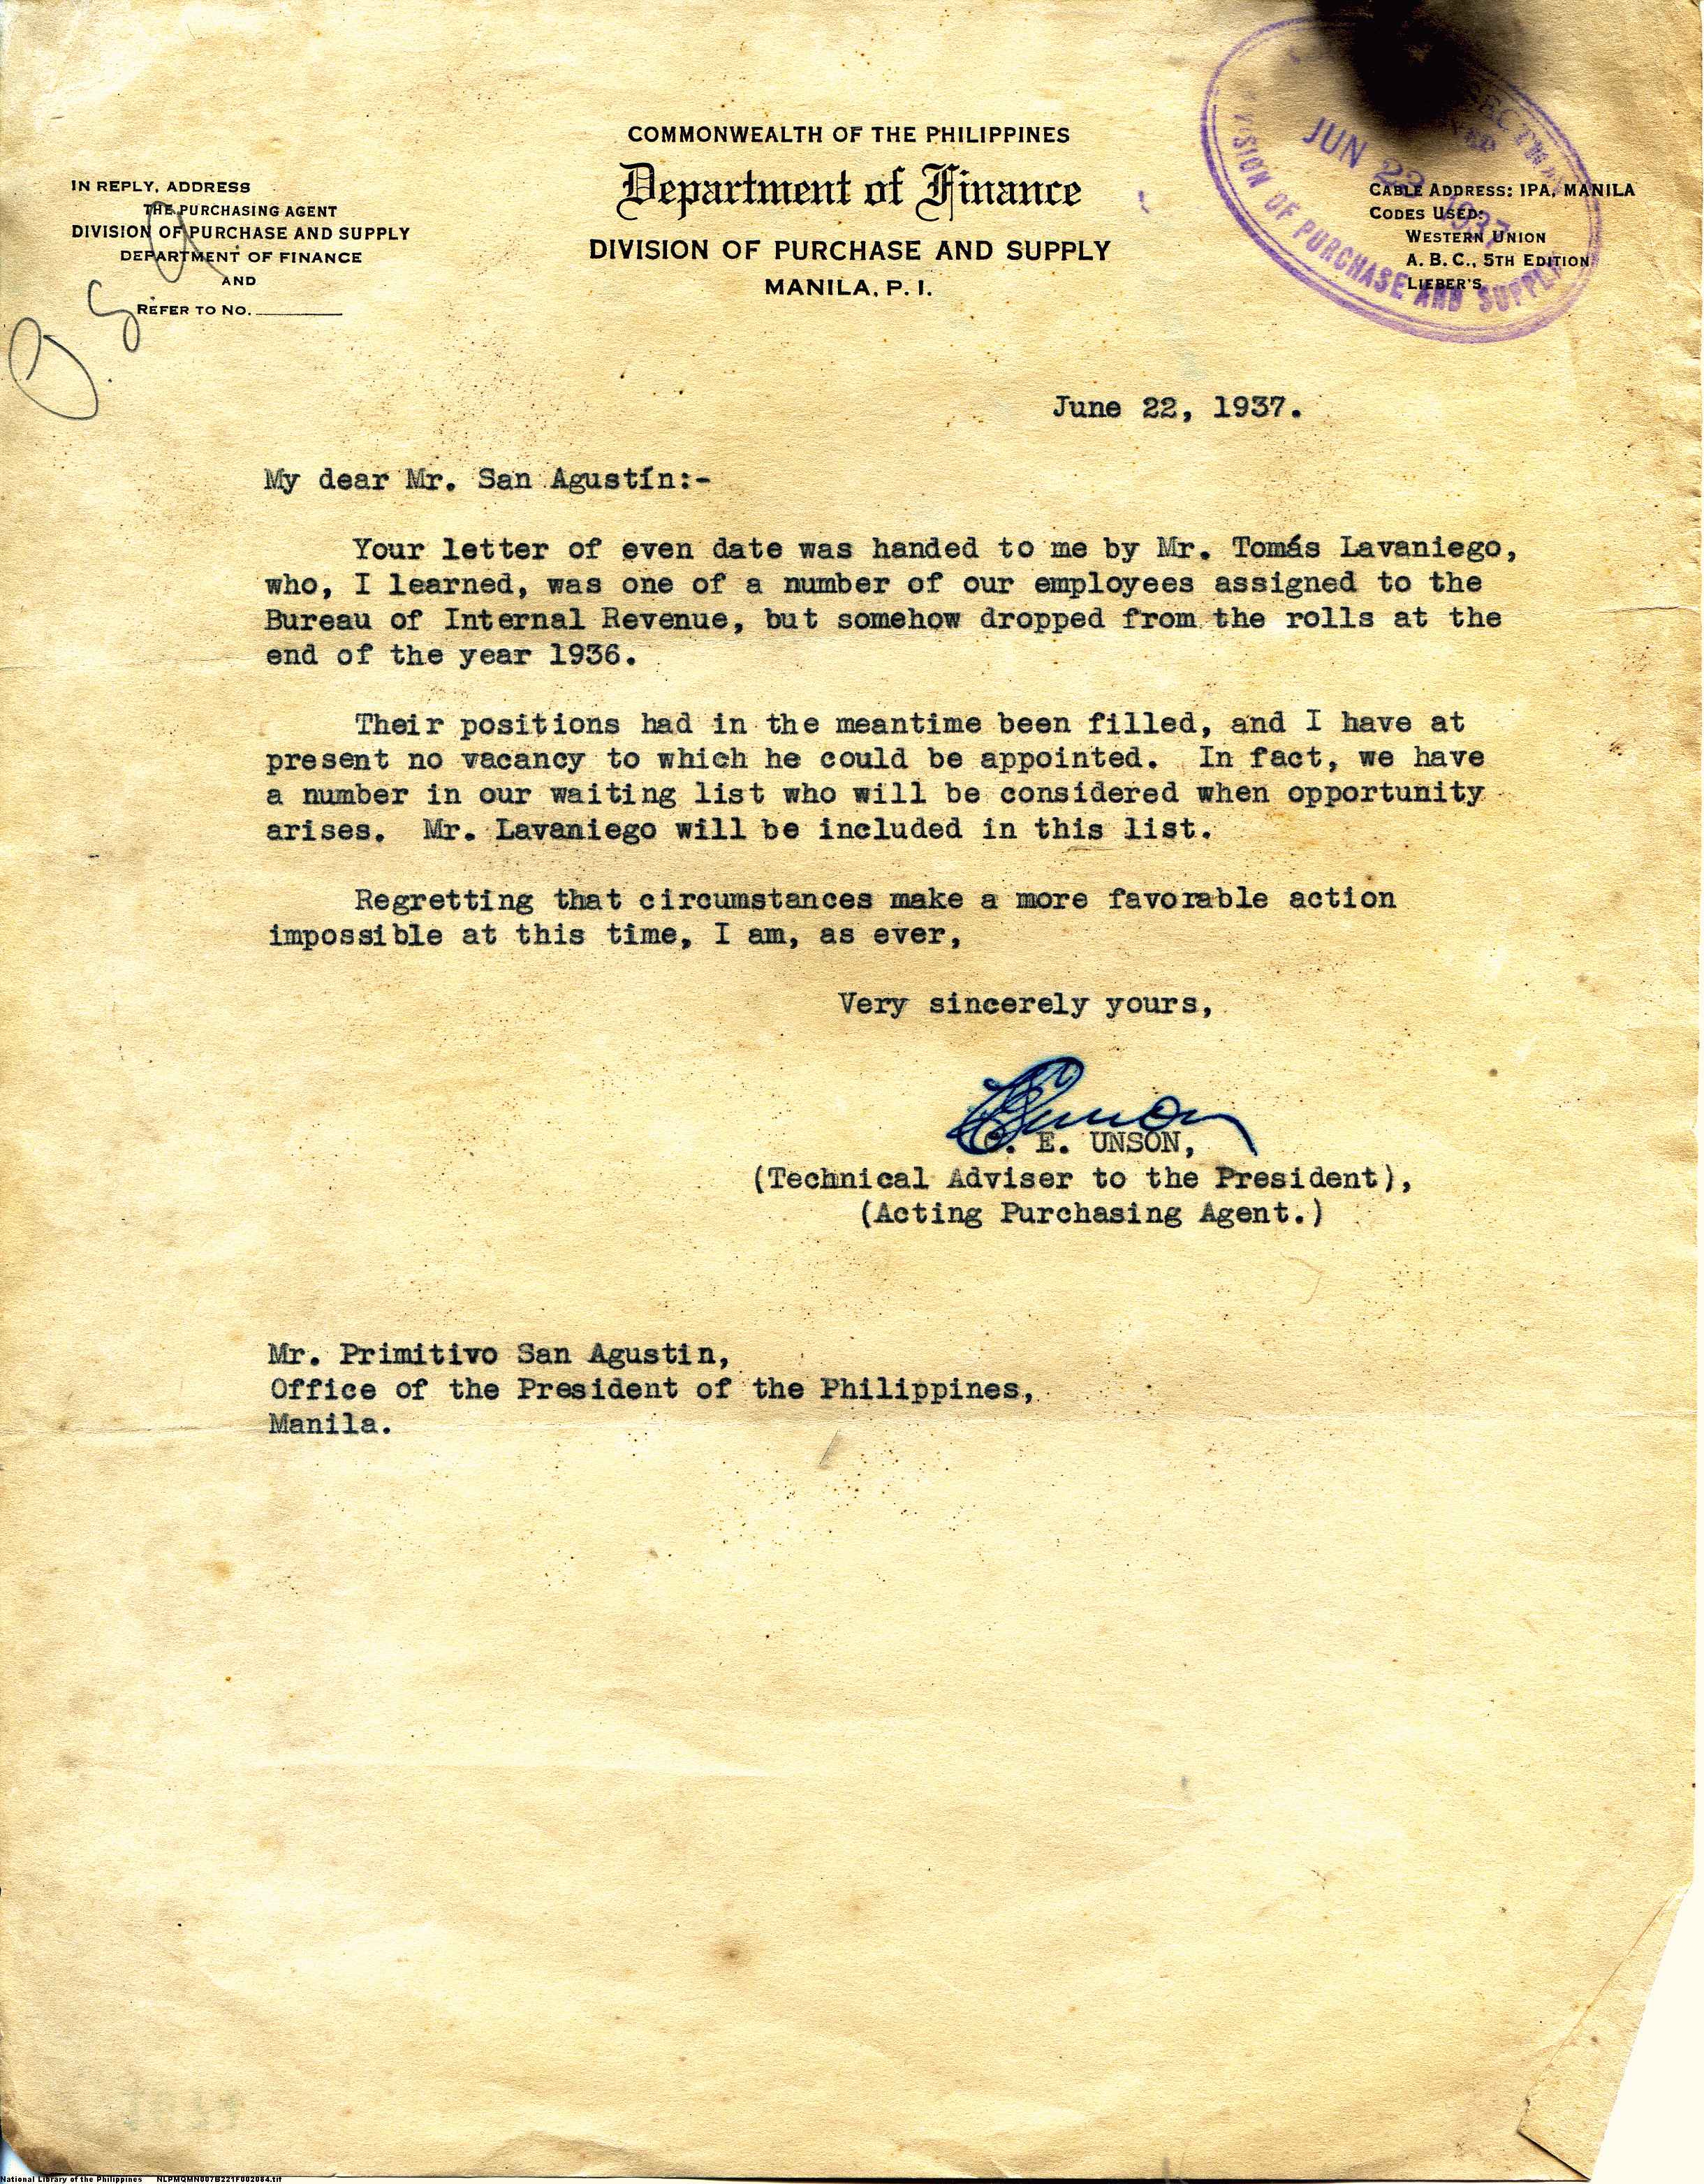 COMMONWEALTH OF THE PHILIPPINES
Department of Finance
DIVISION OF PURCHASE AND SUPPLY
MANILA, P. I.
IN REPLY, ADDRESS
THE PURCHASING AGENT
DIVISION OF PURCHASE AND SUPPLY
DEPARTMENT OF FINANCE
AND
REFER TO NO.
JUN 1937
OF PURCHASE AND SUPPLY
CABLE ADDRESS: IPA, MANILA
CODES USED:
WESTERN UNION
A. B. C., 5TH EDITION
LIEBER'S
June 22, 1937.
My dear Mr. San Agustín:-
Your letter of even date was handed to me by Mr. Tomás Lavaniego,
who, I learned, was one of a number of our employees assigned to the
Bureau of Internal Revenue, but somehow dropped from the rolls at the
end of the year 1936.
Their positions had in the meantime been filled, and I have at
present no vacancy to which he could be appointed. In fact, we have
a number in our waiting list who will be considered when opportunity
arises. Mr. Lavaniego will be included in this list.
Regretting that circumstances make a more favorable action
impossible at this time, I am, as ever,
Very sincerely yours,
E. UNSON,
(Technical Adviser to the President),
(Acting Purchasing Agent.)
Mr. Primitivo San Agustin,
Office of the President of the Philippines,
Manila.
National Library of the Philippines NLPMQMN007B221F002084.tif